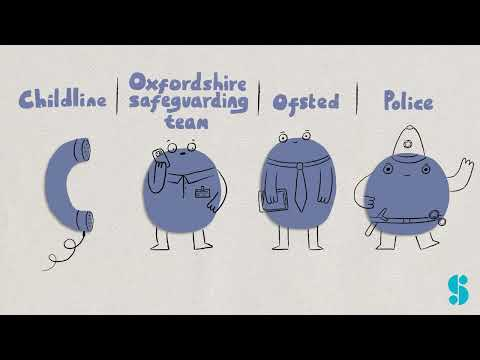 Childline
Oxfordshire
safeguarding
team
Ofsted
Police